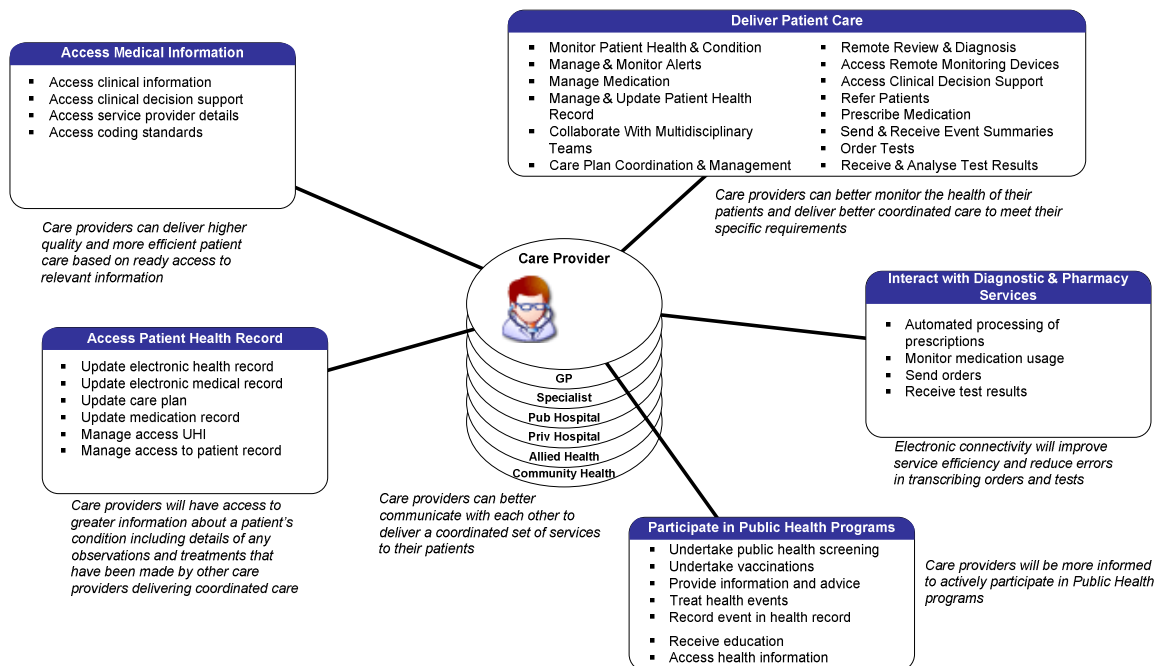 Access Medical Information
Access clinical information
Access clinical decision support
Access service provider details
Access coding standards
Care providers can deliver higher
quality and more efficient patient
care based on ready access to
relevant information
Deliver Patient Care
Monitor Patient Health & Condition
Manage & Monitor Alerts
Manage Medication
Manage & Update Patient Health
Record
Collaborate With Multidisciplinary
Teams
Care Plan Coordination & Management
Remote Review & Diagnosis
Access Remote Monitoring Devices
Access Clinical Decision Support
Refer Patients
Prescribe Medication
Send & Receive Event Summaries
Order Tests
Receive & Analyse Test Results
Care providers can better monitor the health of their
patients and deliver better coordinated care to meet their
specific requirements
Care Provider
GP
Specialist
Pub Hospital
Priv Hospital
Allied Health
Community Health
Care providers can better
communicate with each other to
deliver a coordinated set of services
to their patients
Interact with Diagnostic & Pharmacy
Services
Automated processing of
prescriptions
Monitor medication usage
Send orders
Receive test results
Electronic connectivity will improve
service efficiency and reduce errors
in transcribing orders and tests
Access Patient Health Record
Update electronic health record
Update electronic medical record
Update care plan
Update medication record
Manage access UHI
Manage access to patient record
Care providers will have access to
greater information about a patient's
condition including details of any
observations and treatments that
have been made by other care
providers delivering coordinated care
Participate in Public Health Programs
Undertake public health screening
Undertake vaccinations
Provide information and advice
Treat health events
Record event in health record
Receive education
Access health information
Care providers will be more informed
to actively participate in Public Health
programs